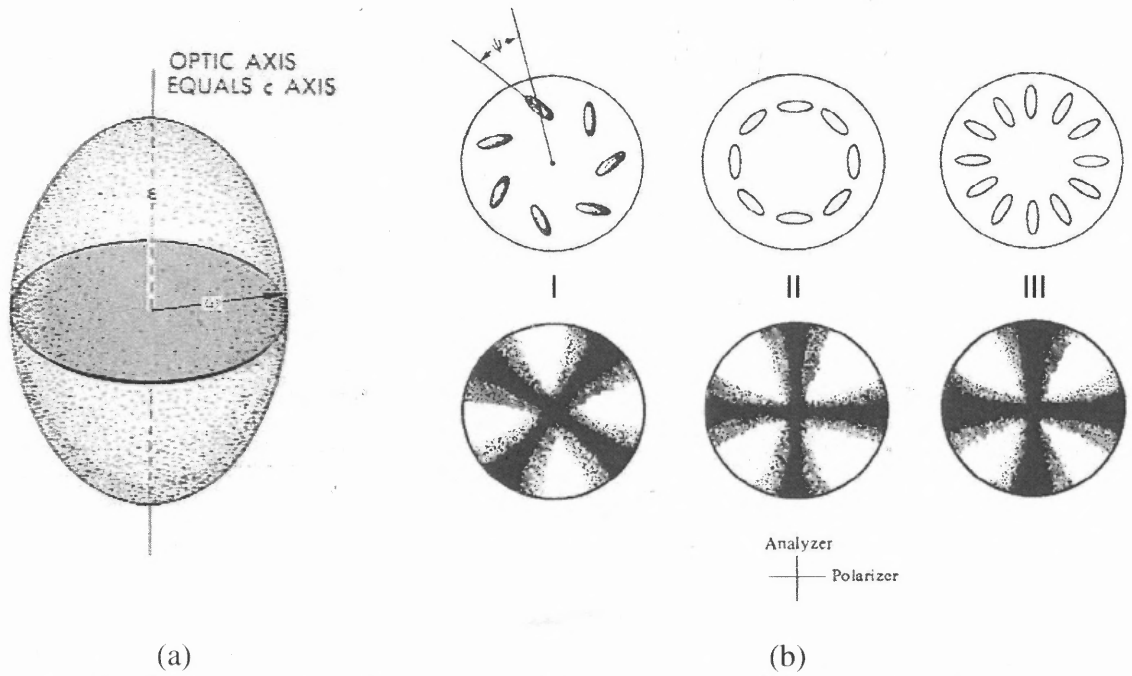 OPTIC AXIS
EQUALS c AXIS
ε
ω
(a)
ψ
I II III
Analyzer
Polarizer
(b)